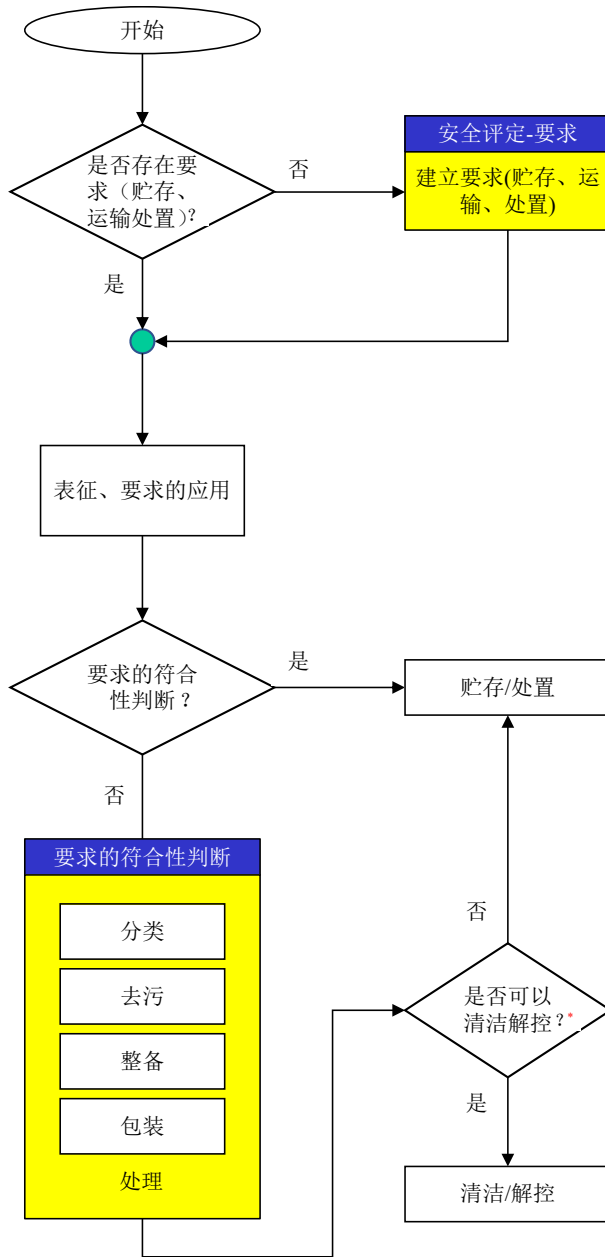 开始
是否存在要
求（贮存、
运输处置）？
否
安全评定-要求
建立要求(贮存、运
输、处置)
是
表征、要求的应用
要求的符合
性判断？
是
贮存/处置
否
要求的符合性判断
分类
去污
整备
包装
处理
否
是否可以
清洁解控？*
是
清洁/解控